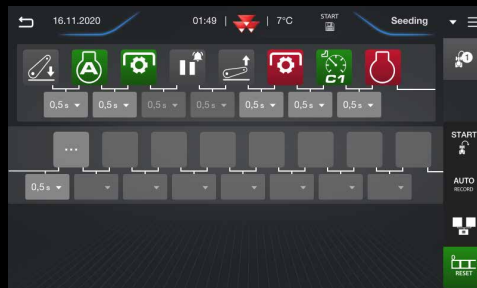 16.11.2020 01:49 7°C START Seeding
A C1 1
0,5 s 0,5 s 0,5 s 0,5 s 0,5 s 0,5 s 0,5 s
START
...
AUTO
RECORD
0,5 s
RESET